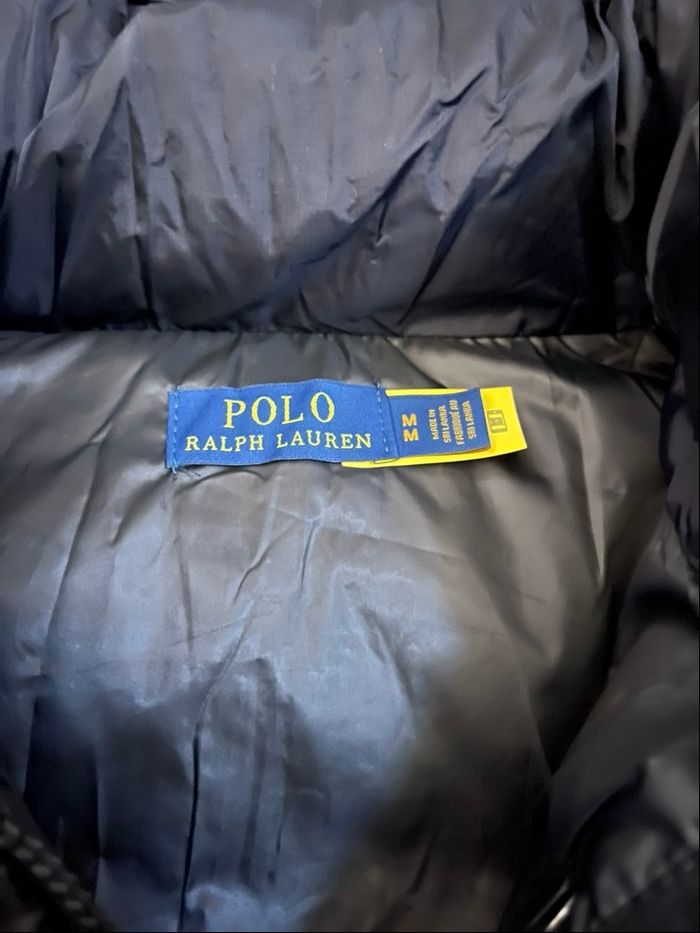 POLO
RALPH LAUREN
M
M
MADE IN
SRI LANKA
FABRIQUÉ AU
SRI LANKA